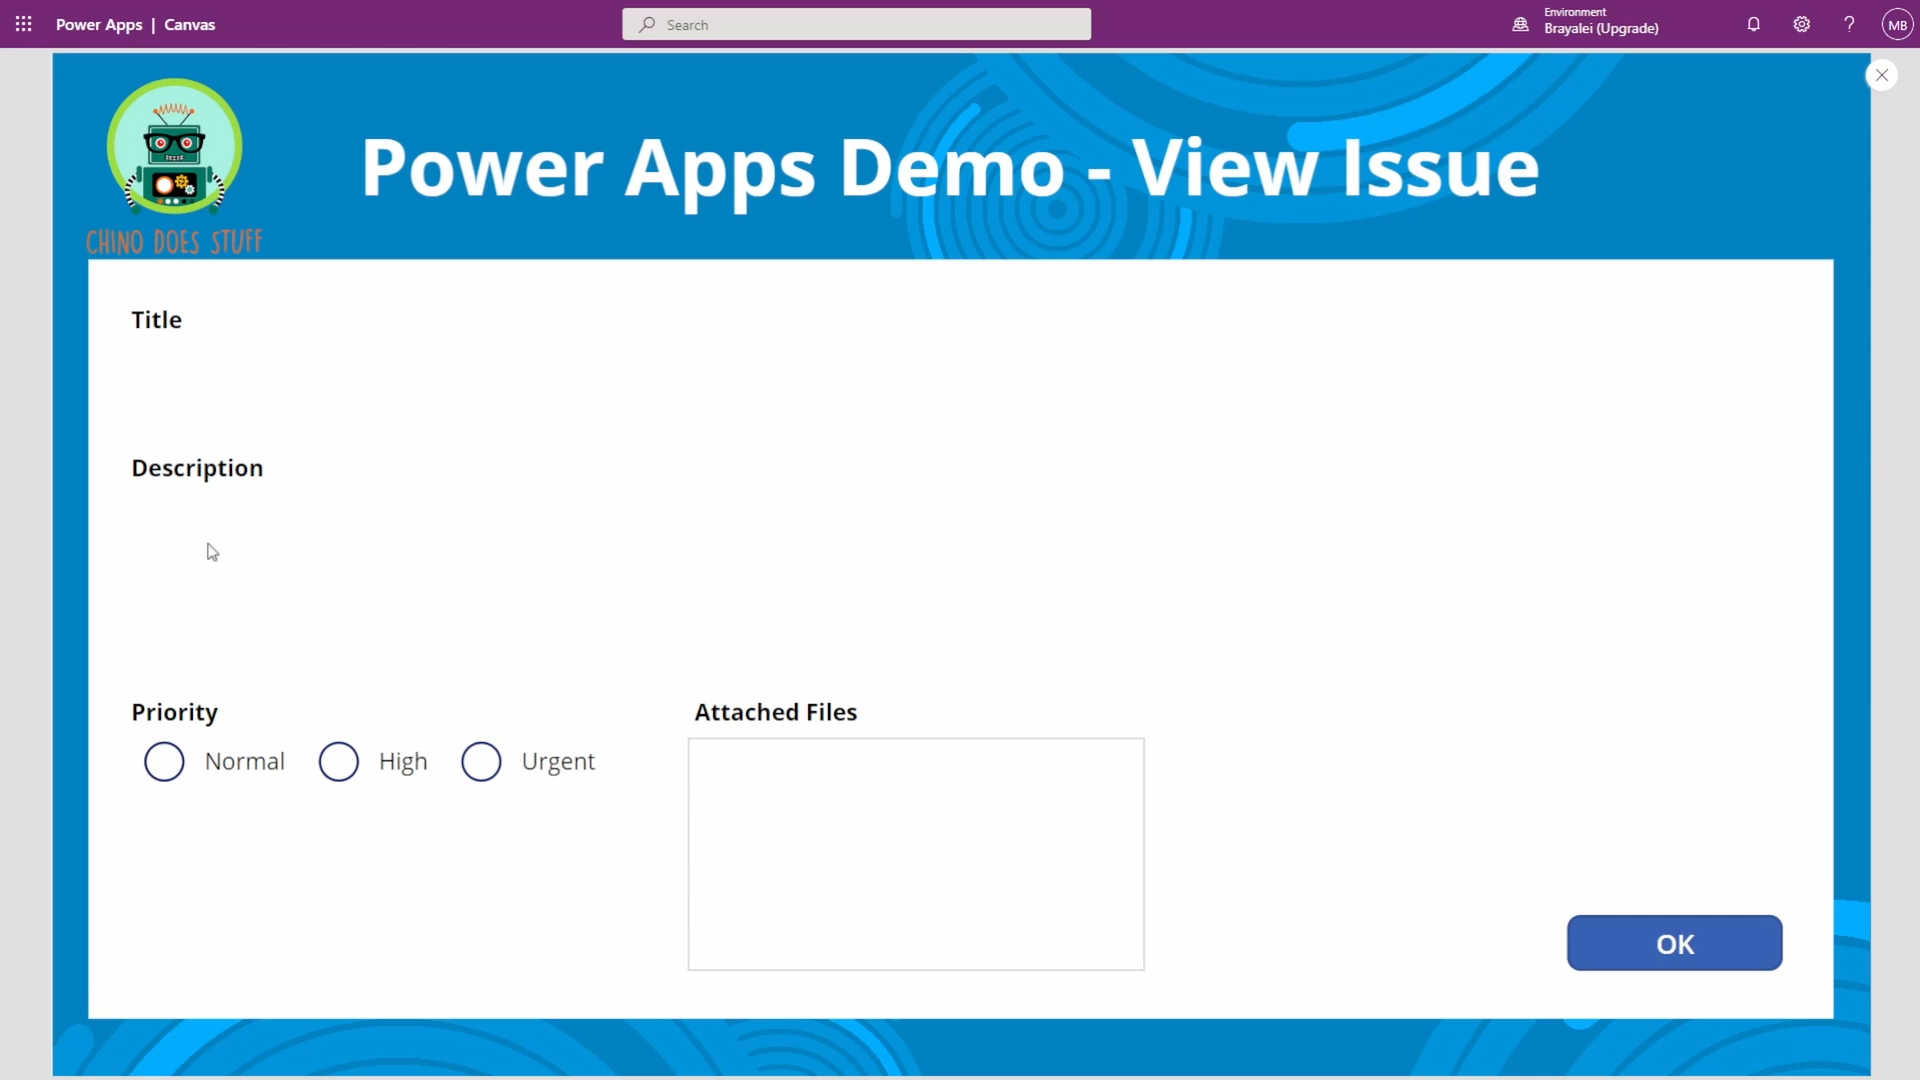 Power Apps | Canvas
Search
Environment
Brayalei (Upgrade)
?
MB
CHINO DOES STUFF
Power Apps Demo - View Issue
Title
Description
Priority
Attached Files
Normal
High
Urgent
OK